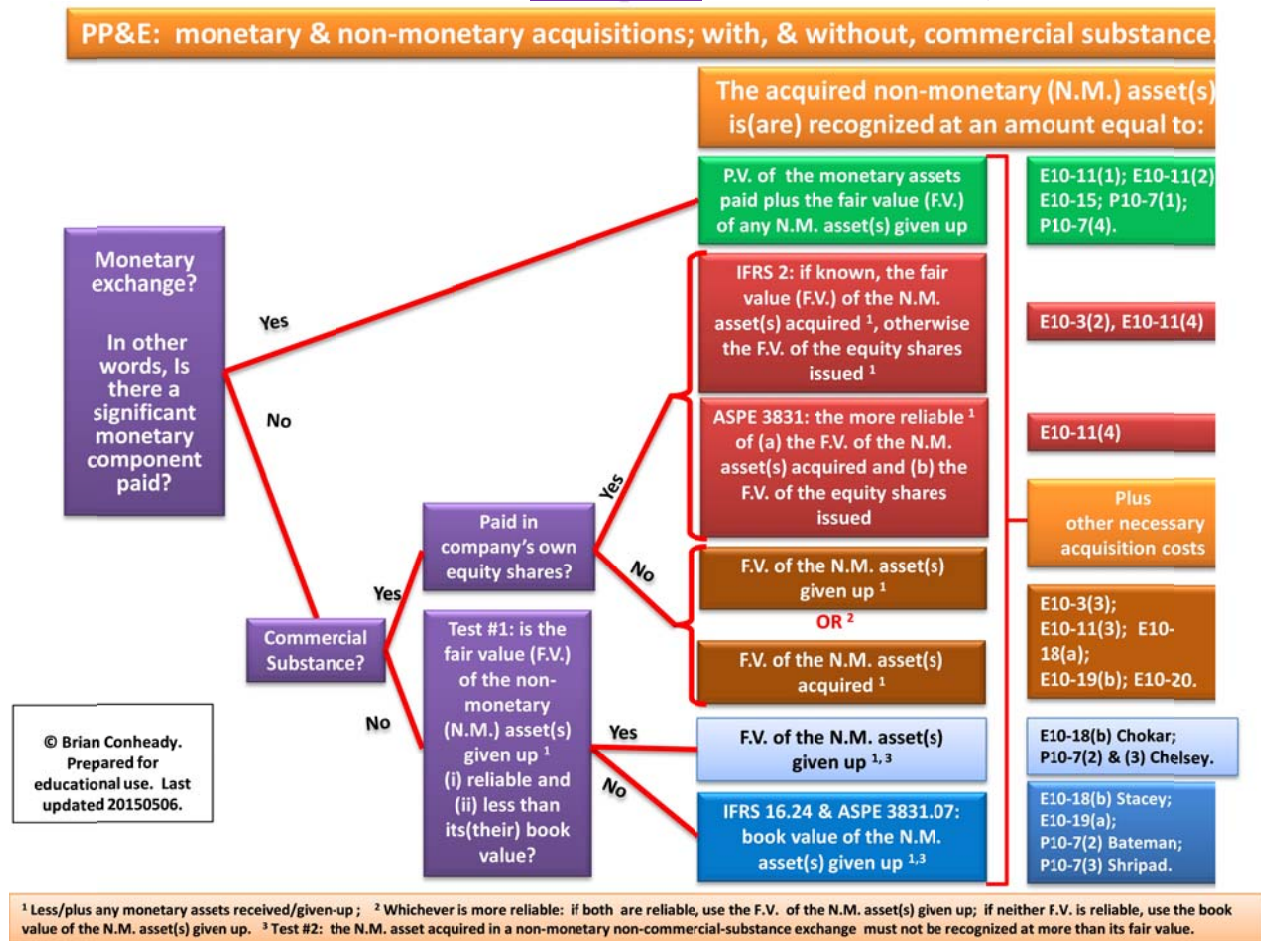 PP&E: monetary & non-monetary acquisitions; with, & without, commercial substance.
The acquired non-monetary (N.M.) asset(s)
is(are) recognized at an amount equal to:
P.V. of the monetary assets
paid plus the fair value (F.V.)
of any N.M. asset(s) given up
E10-11(1); E10-11(2)
E10-15; P10-7(1);
P10-7(4).
Monetary
exchange?
In other
words, Is
there a
significant
monetary
component
paid?
Yes
No
IFRS 2: if known, the fair
value (F.V.) of the N.M.
asset(s) acquired ¹, otherwise
the F.V. of the equity shares
issued ¹
E10-3(2), E10-11(4)
ASPE 3831: the more reliable ¹
of (a) the F.V. of the N.M.
asset(s) acquired and (b) the
F.V. of the equity shares
issued
E10-11(4)
Plus
other necessary
acquisition costs
Commercial
Substance?
Yes
No
Paid in
company's own
equity shares?
Yes
No
F.V. of the N.M. asset(s)
given up ¹
OR ²
F.V. of the N.M. asset(s)
acquired ¹
E10-3(3);
E10-11(3); E10-
18(a);
E10-19(b); E10-20.
Test #1: is the
fair value (F.V.)
of the non-
monetary
(N.M.) asset(s)
given up ¹
(i) reliable and
(ii) less than
its(their) book
value?
Yes
No
F.V. of the N.M. asset(s)
given up ¹, ³
E10-18(b) Chokar;
P10-7(2) & (3) Chelsey.
IFRS 16.24 & ASPE 3831.07:
book value of the N.M.
asset(s) given up ¹,³
E10-18(b) Stacey;
E10-19(a);
P10-7(2) Bateman;
P10-7(3) Shripad.
© Brian Conheady.
Prepared for
educational use. Last
updated 20150506.
¹ Less/plus any monetary assets received/given-up ; ² Whichever is more reliable: if both are reliable, use the F.V. of the N.M. asset(s) given up; if neither F.V. is reliable, use the book
value of the N.M. asset(s) given up. ³ Test #2: the N.M. asset acquired in a non-monetary non-commercial-substance exchange must not be recognized at more than its fair value.